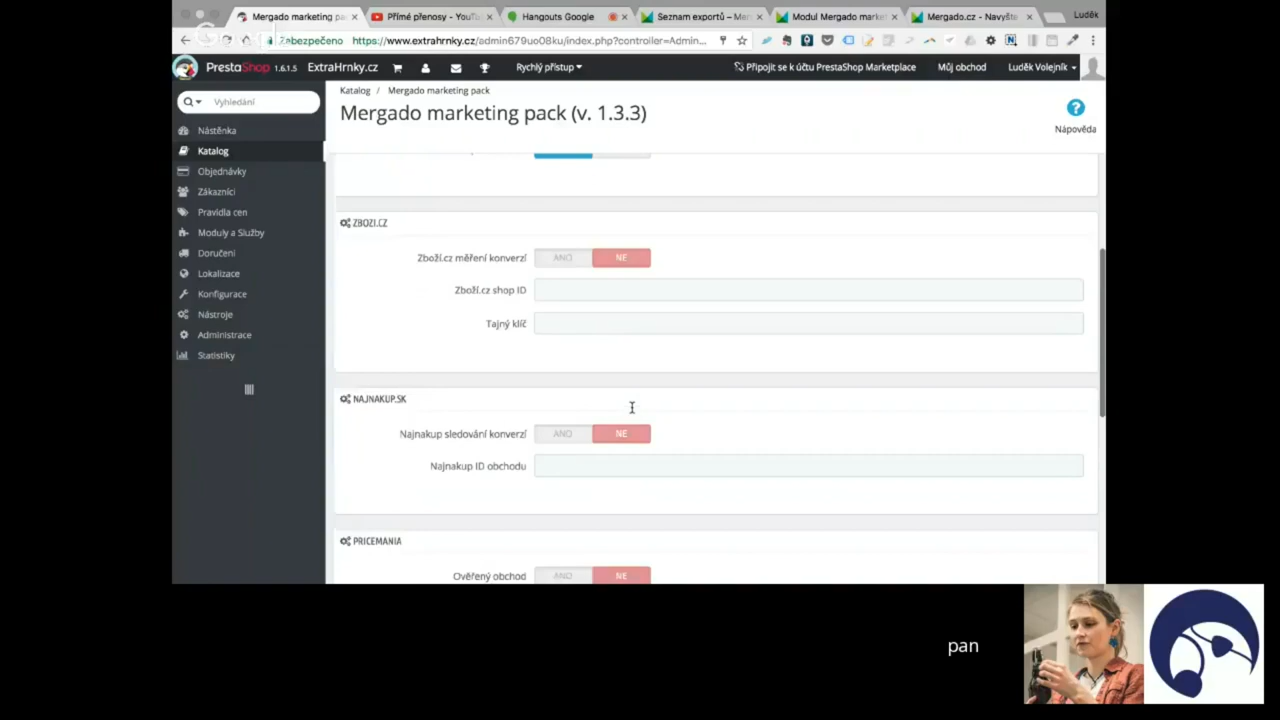 Mergado marketing pa
Přímé přenosy - YouTu
Hangouts Google
Seznam exportů – Mer
Modul Mergado market
Mergado.cz - Navyšte
Luděk
Zabezpečeno
https://www.extrahrnky.cz/admin679uo08ku/index.php?controller=Admin...
PrestaShop 1.6.1.5
ExtraHrnky.cz
Rychlý přístup
Připojit se k účtu PrestaShop Marketplace
Můj obchod
Luděk Volejník
Vyhledání
Katalog / Mergado marketing pack
Mergado marketing pack (v. 1.3.3)
Nápověda
Nástěnka
Katalog
Objednávky
Zákazníci
Pravidla cen
Moduly a Služby
Doručení
Lokalizace
Konfigurace
Nástroje
Administrace
Statistiky
ZBOZI.CZ
Zboží.cz měření konverzí
ANO
NE
Zboží.cz shop ID
Tajný klíč
NAJNAKUP.SK
Najnakup sledování konverzí
ANO
NE
Najnakup ID obchodu
PRICEMANIA
Ověřený obchod
ANO
NE
pan